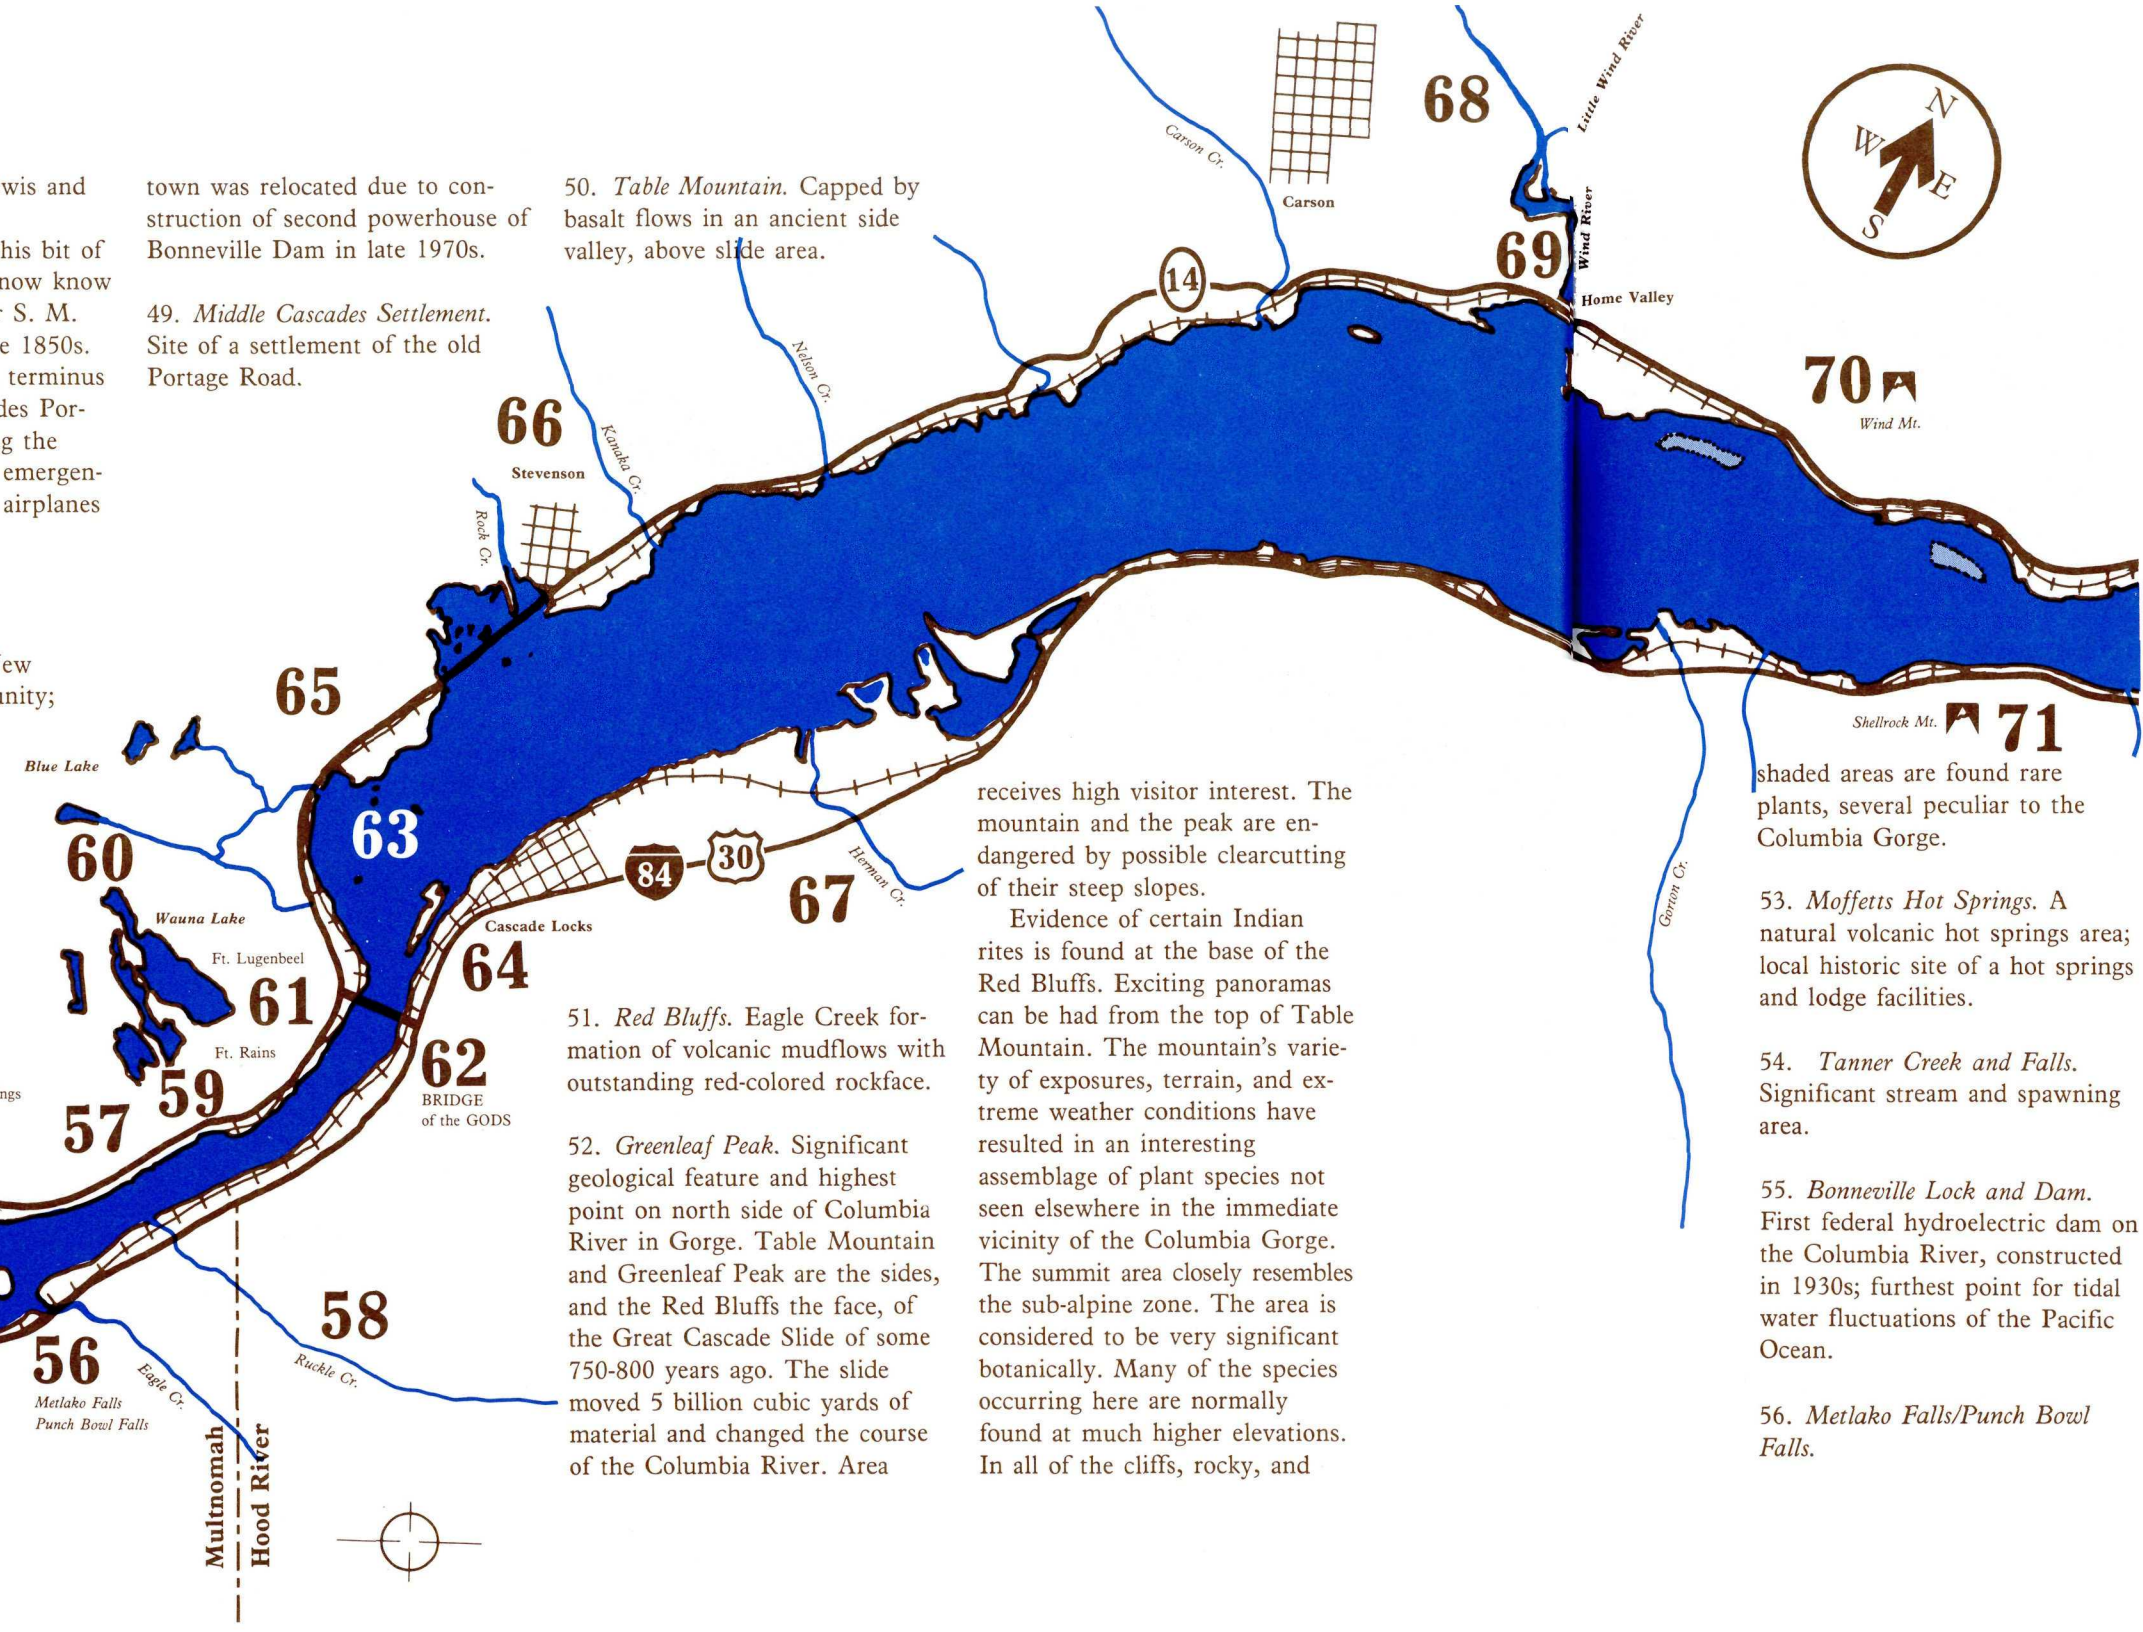 wis and
his bit of
now know
S. M.
e 1850s.
terminus
des Por-
g the
emergen-
airplanes
ew
nity;
ngs
town was relocated due to con-
struction of second powerhouse of
Bonneville Dam in late 1970s.
49. Middle Cascades Settlement.
Site of a settlement of the old
Portage Road.
50. Table Mountain. Capped by
basalt flows in an ancient side
valley, above slide area.
Carson Cr.
Carson
68
Little Wind River
Wind River
69
Home Valley
N
W
E
S
14
70
Wind Mt.
66
Stevenson
Kanaka Cr.
Nelson Cr.
Rock Cr.
65
Blue Lake
60
63
Wauna Lake
Ft. Lugenbeel
61
Ft. Rains
59
57
Cascade Locks
64
62
BRIDGE
of the GODS
84
30
67
Herman Cr.
Gorton Cr.
Shellrock Mt.
71
58
Ruckle Cr.
56
Metlako Falls
Punch Bowl Falls
Eagle Cr.
Multnomah
Hood River
51. Red Bluffs. Eagle Creek for-
mation of volcanic mudflows with
outstanding red-colored rockface.
52. Greenleaf Peak. Significant
geological feature and highest
point on north side of Columbia
River in Gorge. Table Mountain
and Greenleaf Peak are the sides,
and the Red Bluffs the face, of
the Great Cascade Slide of some
750-800 years ago. The slide
moved 5 billion cubic yards of
material and changed the course
of the Columbia River. Area
receives high visitor interest. The
mountain and the peak are en-
dangered by possible clearcutting
of their steep slopes.
Evidence of certain Indian
rites is found at the base of the
Red Bluffs. Exciting panoramas
can be had from the top of Table
Mountain. The mountain's varie-
ty of exposures, terrain, and ex-
treme weather conditions have
resulted in an interesting
assemblage of plant species not
seen elsewhere in the immediate
vicinity of the Columbia Gorge.
The summit area closely resembles
the sub-alpine zone. The area is
considered to be very significant
botanically. Many of the species
occurring here are normally
found at much higher elevations.
In all of the cliffs, rocky, and
shaded areas are found rare
plants, several peculiar to the
Columbia Gorge.
53. Moffetts Hot Springs. A
natural volcanic hot springs area;
local historic site of a hot springs
and lodge facilities.
54. Tanner Creek and Falls.
Significant stream and spawning
area.
55. Bonneville Lock and Dam.
First federal hydroelectric dam on
the Columbia River, constructed
in 1930s; furthest point for tidal
water fluctuations of the Pacific
Ocean.
56. Metlako Falls/Punch Bowl
Falls.